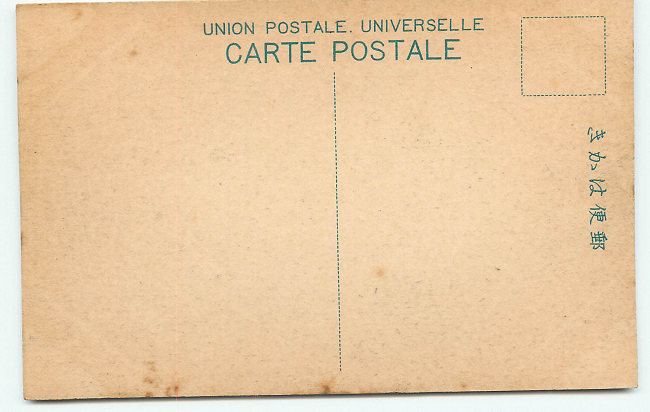 UNION POSTALE. UNIVERSELLE
CARTE POSTALE
郵便はかき